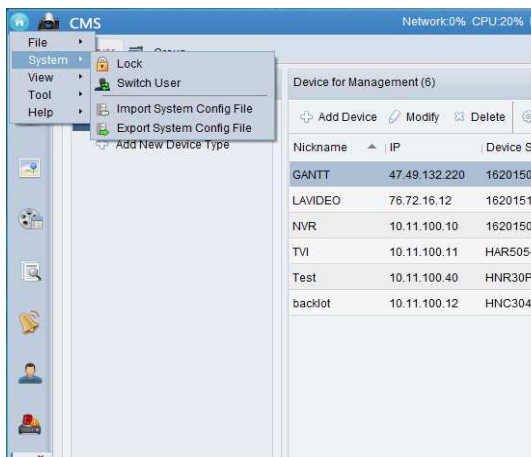 CMS
Network:0% CPU:20%
File
System
View
Tool
Help
Lock
Switch User
Import System Config File
Export System Config File
Add New Device Type
Device for Management (6)
Add Device Modify Delete
Nickname IP Device S
GANTT 47.49.132.220 1620150
LAVIDEO 76.72.16.12 1620151
NVR 10.11.100.10 1620150
TVI 10.11.100.11 HAR505-
Test 10.11.100.40 HNR30P
backlot 10.11.100.12 HNC304